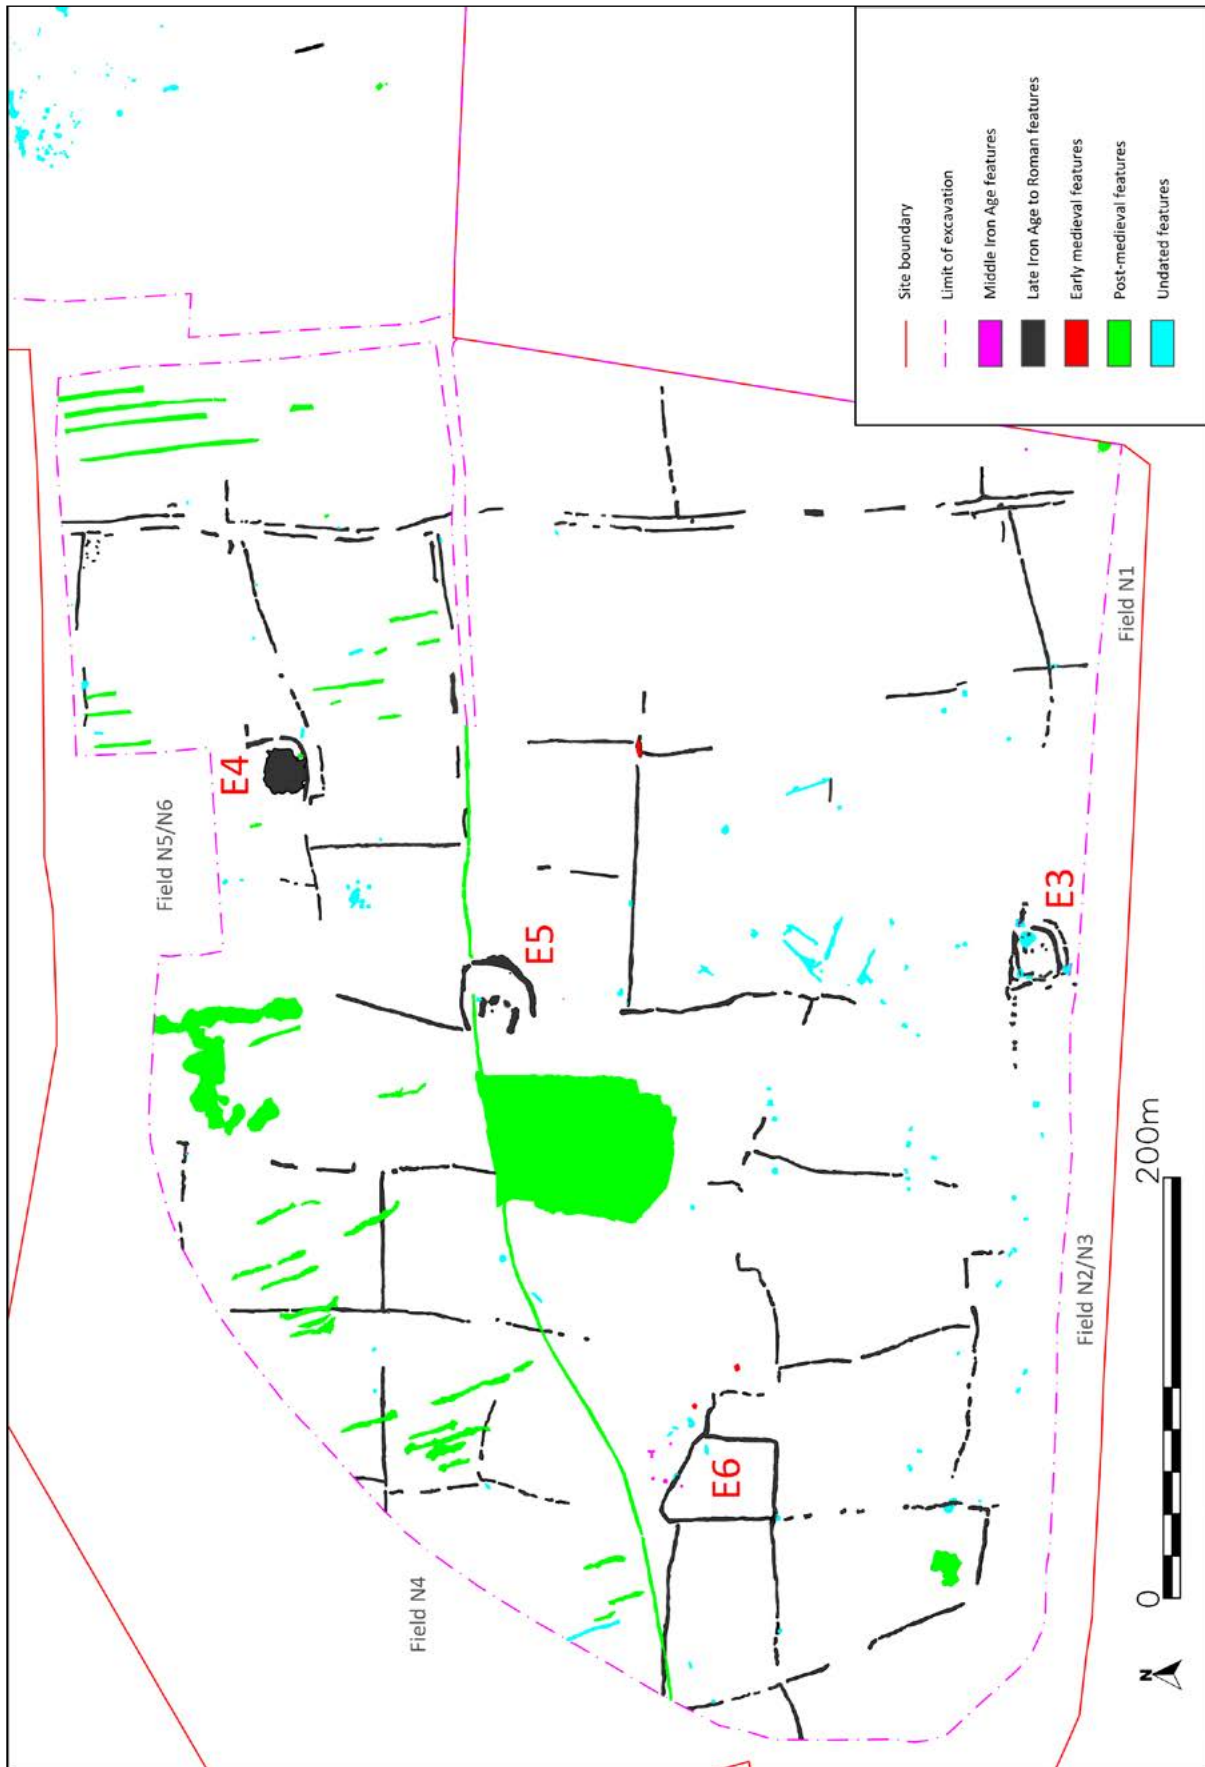 Site boundary
Limit of excavation
Middle Iron Age features
Late Iron Age to Roman features
Early medieval features
Post-medieval features
Undated features
Field N5/N6
E4
E5
E3
E6
Field N4
Field N1
Field N2/N3
0
200m
N